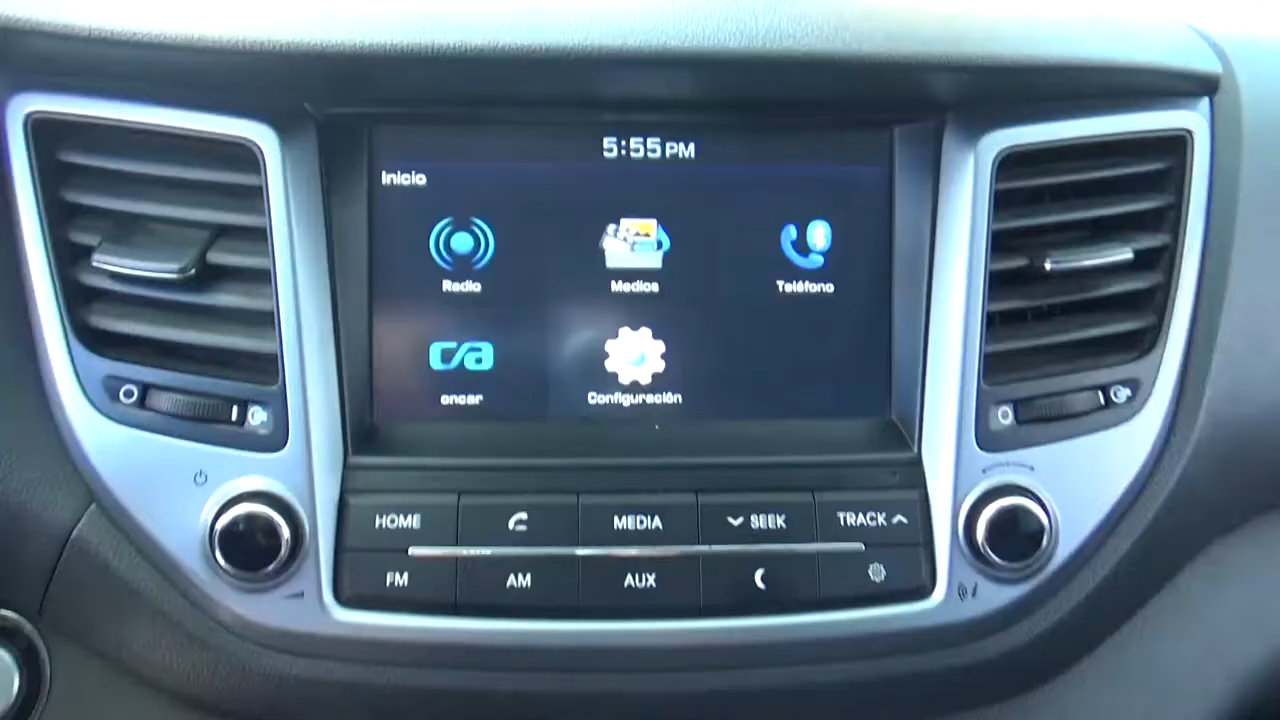 5:55 PM
Inicio
Radio
Medios
Teléfono
oncar
Configuración
HOME
MEDIA
SEEK
TRACK
FM
AM
AUX